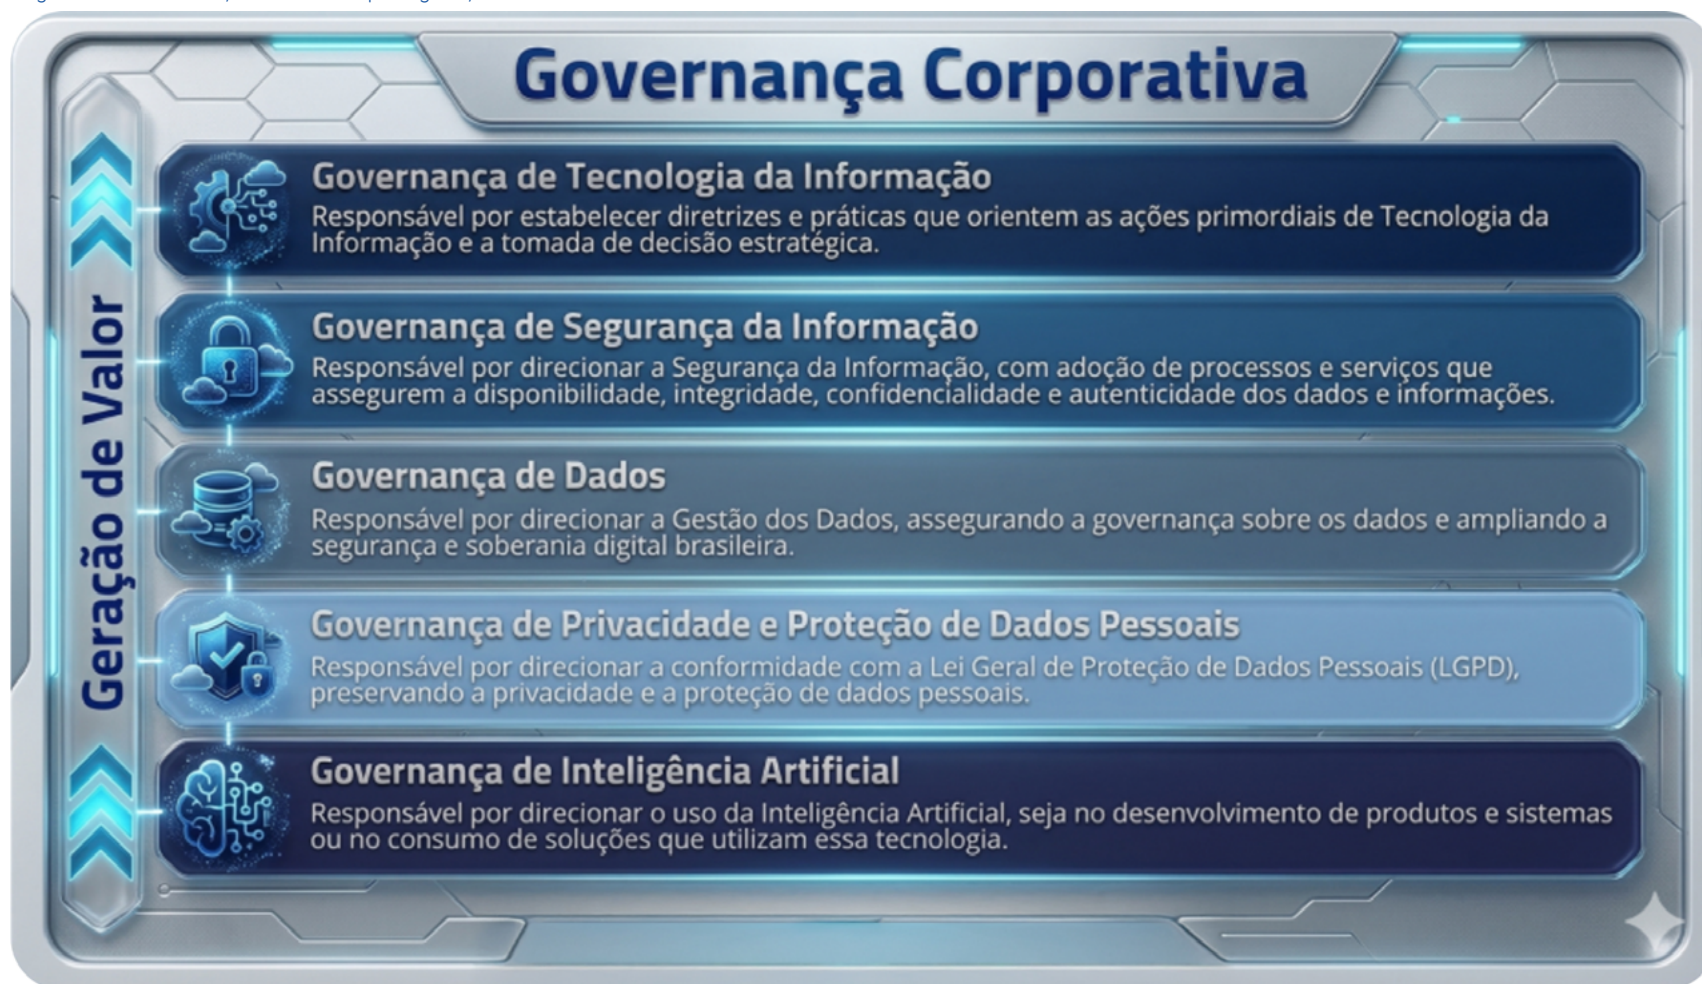 Governança Corporativa
Geração de Valor
Governança de Tecnologia da Informação
Responsável por estabelecer diretrizes e práticas que orientem as ações primordiais de Tecnologia da
Informação e a tomada de decisão estratégica.
Governança de Segurança da Informação
Responsável por direcionar a Segurança da Informação, com adoção de processos e serviços que
assegurem a disponibilidade, integridade, confidencialidade e autenticidade dos dados e informações.
Governança de Dados
Responsável por direcionar a Gestão dos Dados, assegurando a governança sobre os dados e ampliando a
segurança e soberania digital brasileira.
Governança de Privacidade e Proteção de Dados Pessoais
Responsável por direcionar a conformidade com a Lei Geral de Proteção de Dados Pessoais (LGPD),
preservando a privacidade e a proteção de dados pessoais.
Governança de Inteligência Artificial
Responsável por direcionar o uso da Inteligência Artificial, seja no desenvolvimento de produtos e sistemas
ou no consumo de soluções que utilizam essa tecnologia.